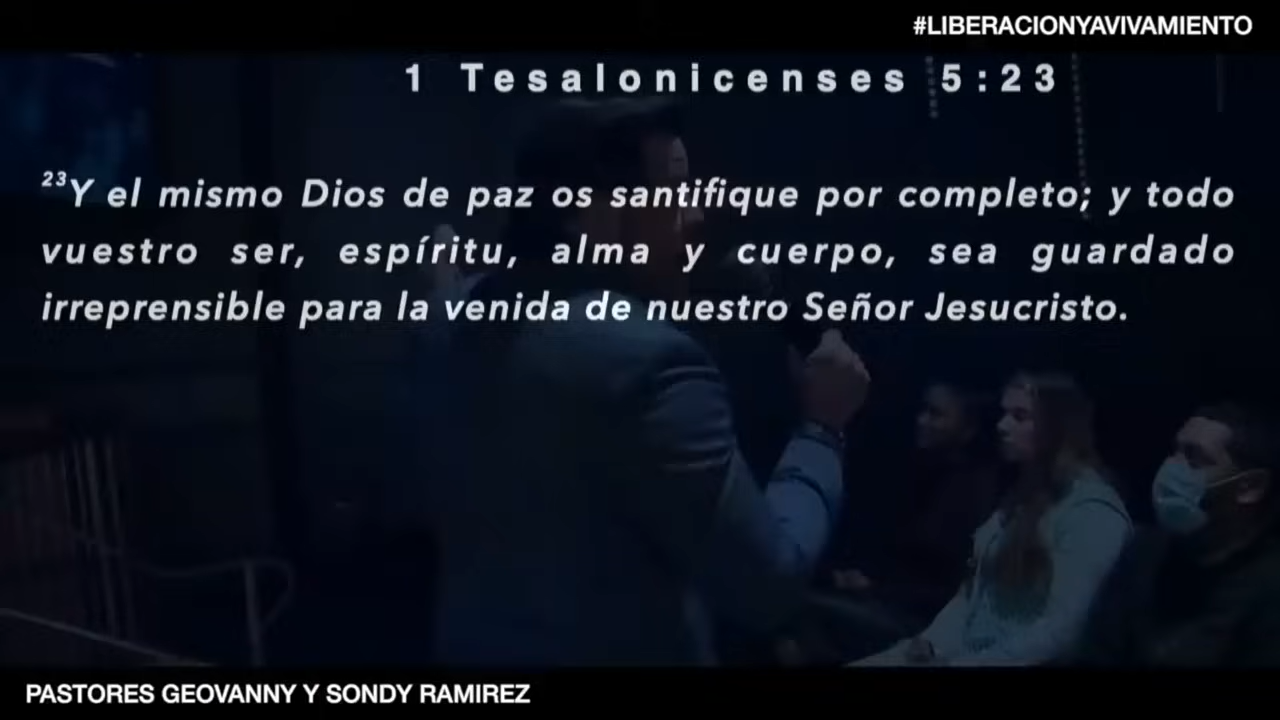 #LIBERACIONYAVIVAMIENTO
1 Tesalonicenses 5:23
23Y el mismo Dios de paz os santifique por completo; y todo
vuestro ser, espíritu, alma y cuerpo, sea guardado
irreprensible para la venida de nuestro Señor Jesucristo.
PASTORES GEOVANNY Y SONDY RAMIREZ